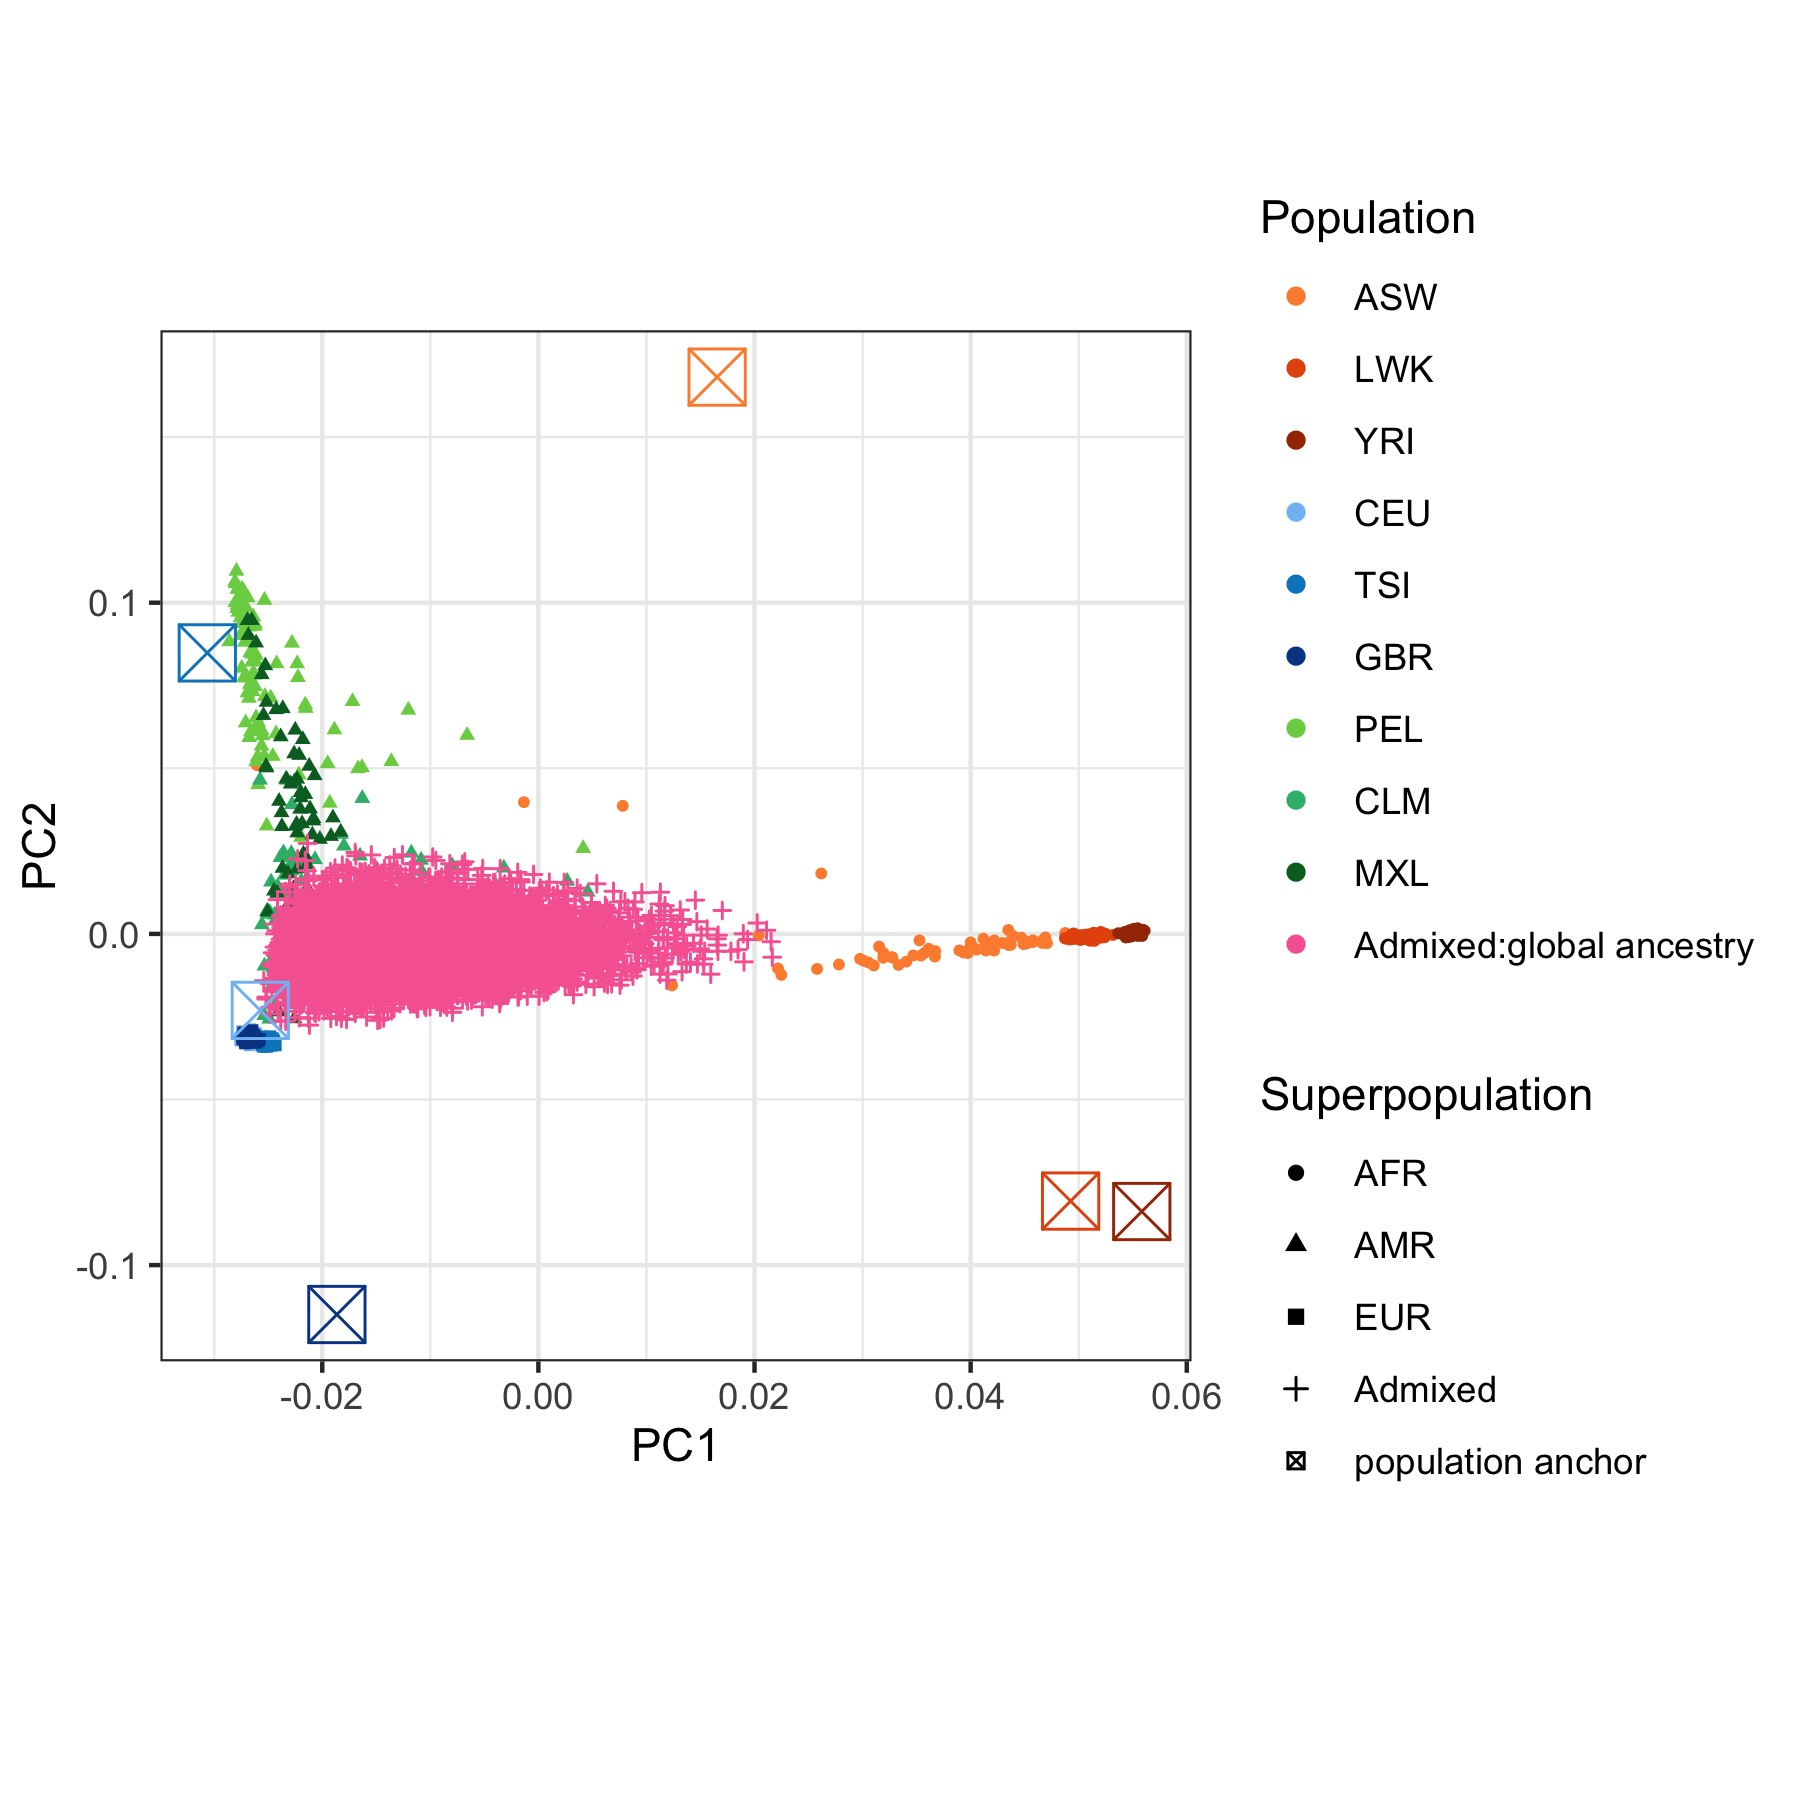 Population
ASW
LWK
YRI
CEU
TSI
GBR
PEL
CLM
MXL
Admixed:global ancestry
Superpopulation
AFR
AMR
EUR
Admixed
population anchor
PC2
0.1
0.0
-0.1
-0.02
0.00
0.02
0.04
0.06
PC1